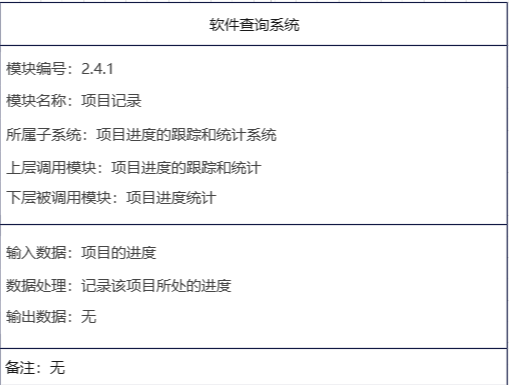 软件查询系统
模块编号：2.4.1
模块名称：项目记录
所属子系统：项目进度的跟踪和统计系统
上层调用模块：项目进度的跟踪和统计
下层被调用模块：项目进度统计
输入数据：项目的进度
数据处理：记录该项目所处的进度
输出数据：无
备注：无